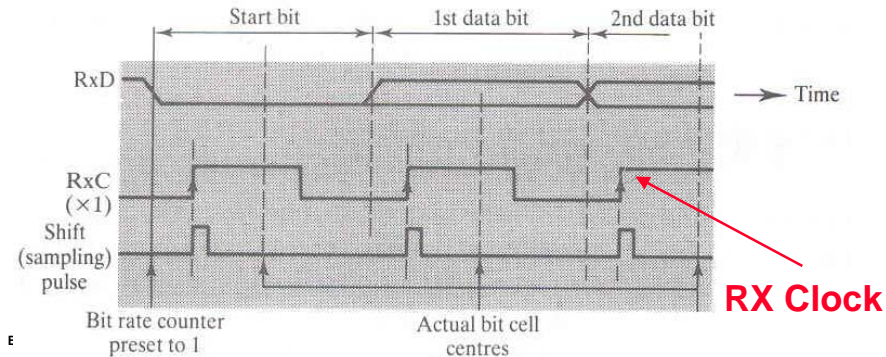 Start bit 1st data bit 2nd data bit
RxD
Time
RxC
(×1)
Shift
(sampling)
pulse
RX Clock
Bit rate counter
preset to 1
Actual bit cell
centres
E